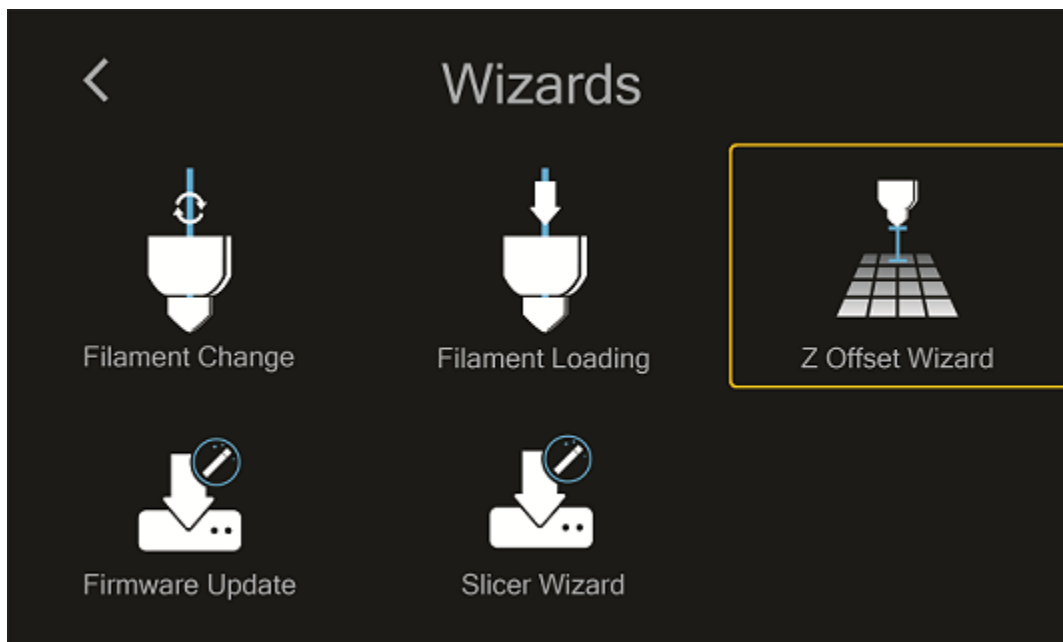 Wizards
Filament Change
Filament Loading
Z Offset Wizard
Firmware Update
Slicer Wizard